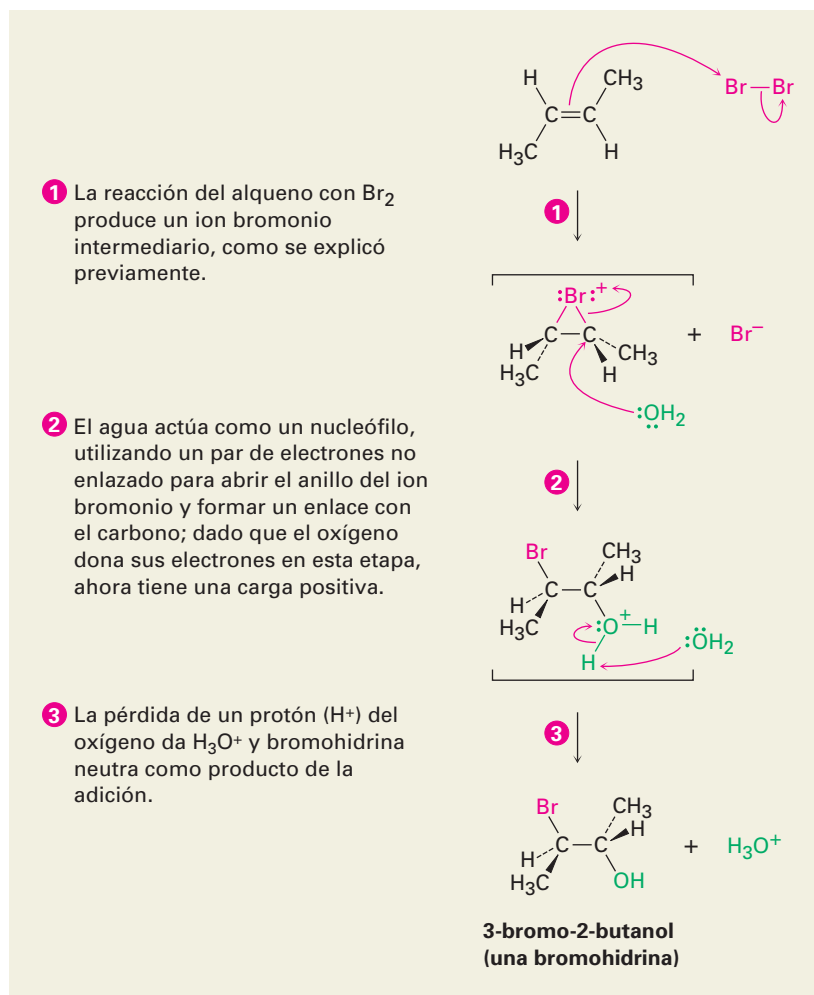 H CH3
Br—Br
C=C
H3C H
1 La reacción del alqueno con Br2
produce un ion bromonio
intermediario, como se explicó
previamente.
1
:Br:+
C—C
H CH3
H3C H
+ Br−
:OH2
2 El agua actúa como un nucleófilo,
utilizando un par de electrones no
enlazado para abrir el anillo del ion
bromonio y formar un enlace con
el carbono; dado que el oxígeno
dona sus electrones en esta etapa,
ahora tiene una carga positiva.
2
Br CH3
H
C—C
H
H3C :O+—H
H :OH2
3 La pérdida de un protón (H+) del
oxígeno da H3O+ y bromohidrina
neutra como producto de la
adición.
3
Br CH3
H
C—C + H3O+
H
H3C OH
3-bromo-2-butanol
(una bromohidrina)